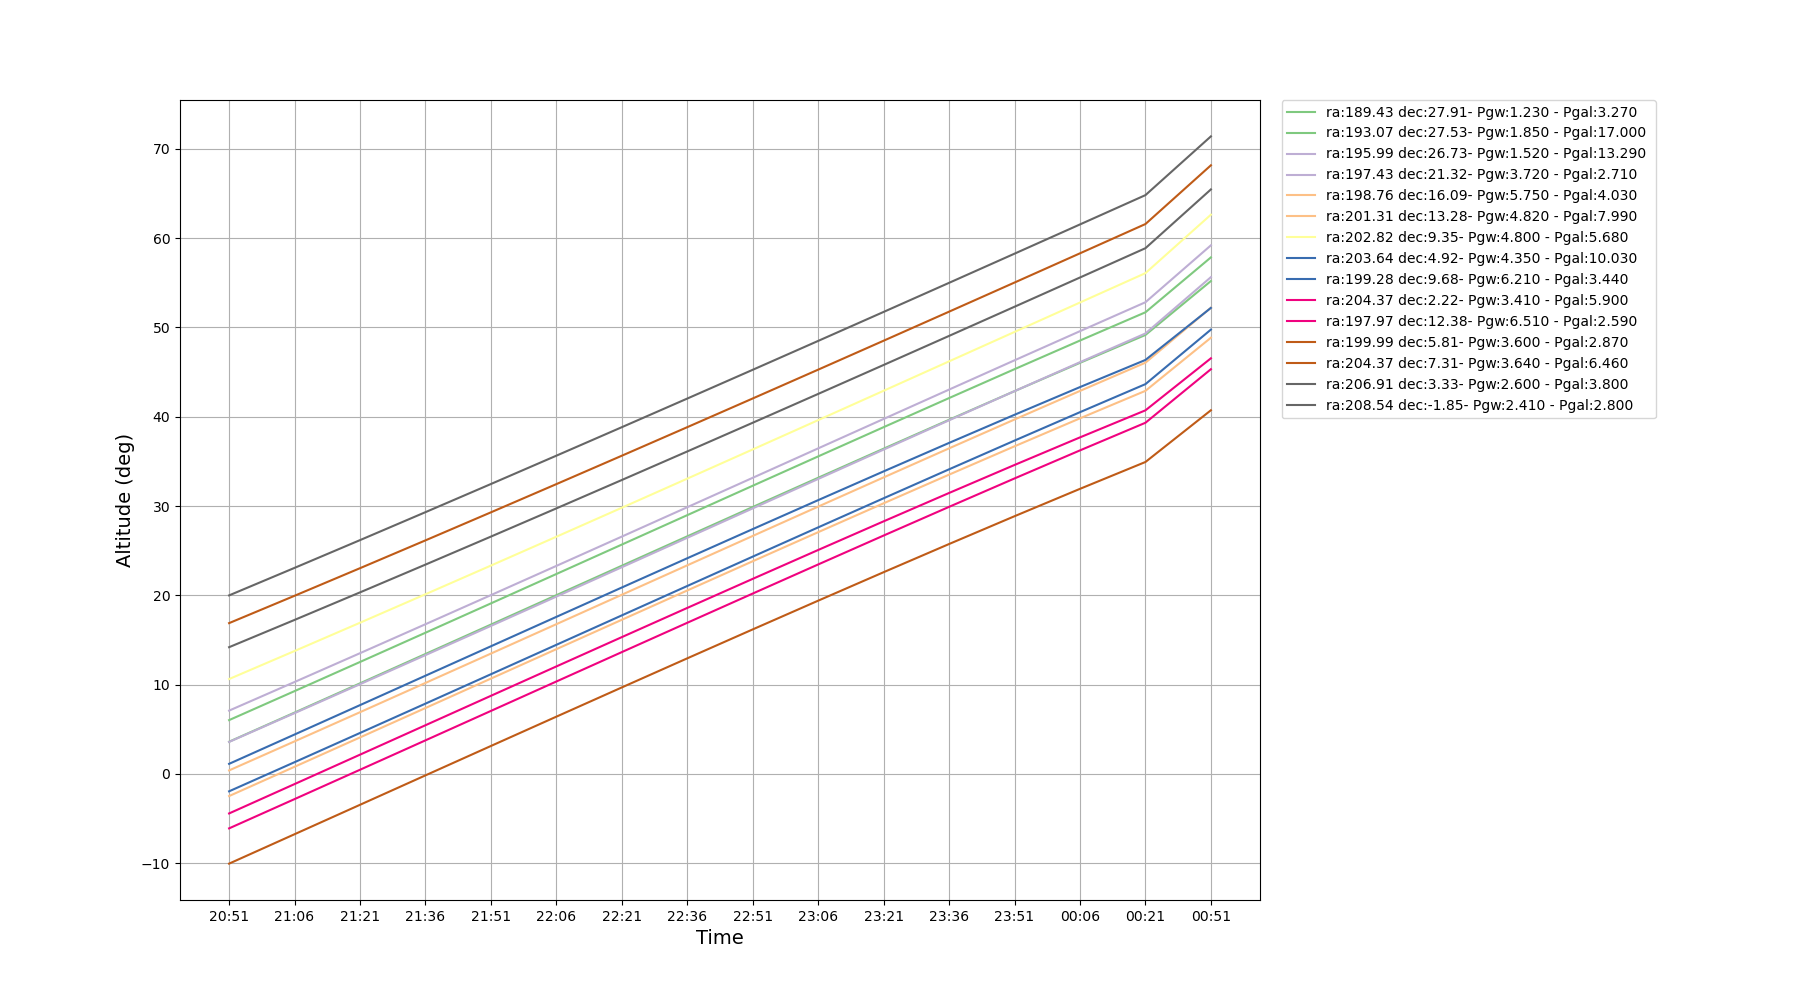 70
60
50
40
30
20
10
0
−10
Altitude (deg)
20:51 21:06 21:21 21:36 21:51 22:06 22:21 22:36 22:51 23:06 23:21 23:36 23:51 00:06 00:21 00:51
Time
ra:189.43 dec:27.91- Pgw:1.230 - Pgal:3.270
ra:193.07 dec:27.53- Pgw:1.850 - Pgal:17.000
ra:195.99 dec:26.73- Pgw:1.520 - Pgal:13.290
ra:197.43 dec:21.32- Pgw:3.720 - Pgal:2.710
ra:198.76 dec:16.09- Pgw:5.750 - Pgal:4.030
ra:201.31 dec:13.28- Pgw:4.820 - Pgal:7.990
ra:202.82 dec:9.35- Pgw:4.800 - Pgal:5.680
ra:203.64 dec:4.92- Pgw:4.350 - Pgal:10.030
ra:199.28 dec:9.68- Pgw:6.210 - Pgal:3.440
ra:204.37 dec:2.22- Pgw:3.410 - Pgal:5.900
ra:197.97 dec:12.38- Pgw:6.510 - Pgal:2.590
ra:199.99 dec:5.81- Pgw:3.600 - Pgal:2.870
ra:204.37 dec:7.31- Pgw:3.640 - Pgal:6.460
ra:206.91 dec:3.33- Pgw:2.600 - Pgal:3.800
ra:208.54 dec:-1.85- Pgw:2.410 - Pgal:2.800